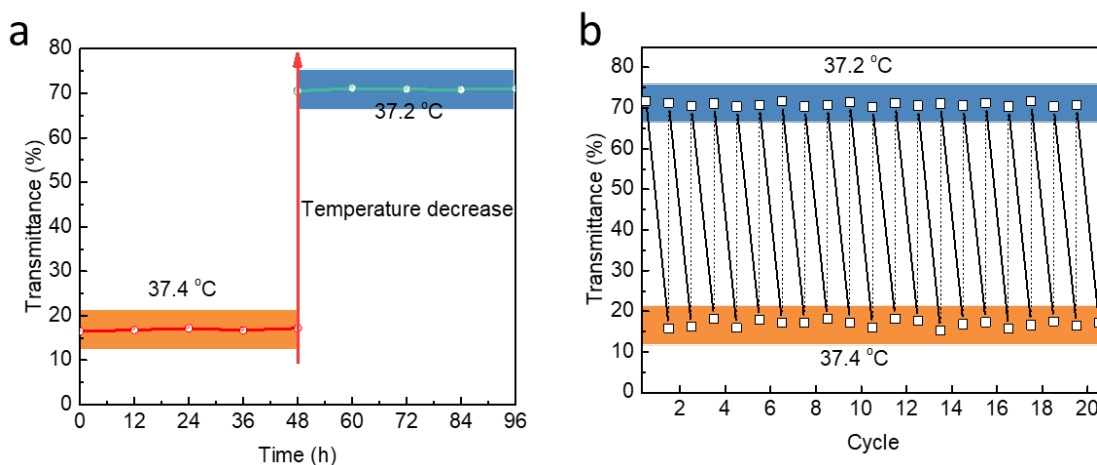 a
80
70
60
50
40
30
20
10
0
Transmittance (%)
37.2 °C
Temperature decrease
37.4 °C
0 12 24 36 48 60 72 84 96
Time (h)
b
80
70
60
50
40
30
20
10
0
Transmittance (%)
37.2 °C
37.4 °C
2 4 6 8 10 12 14 16 18 20
Cycle